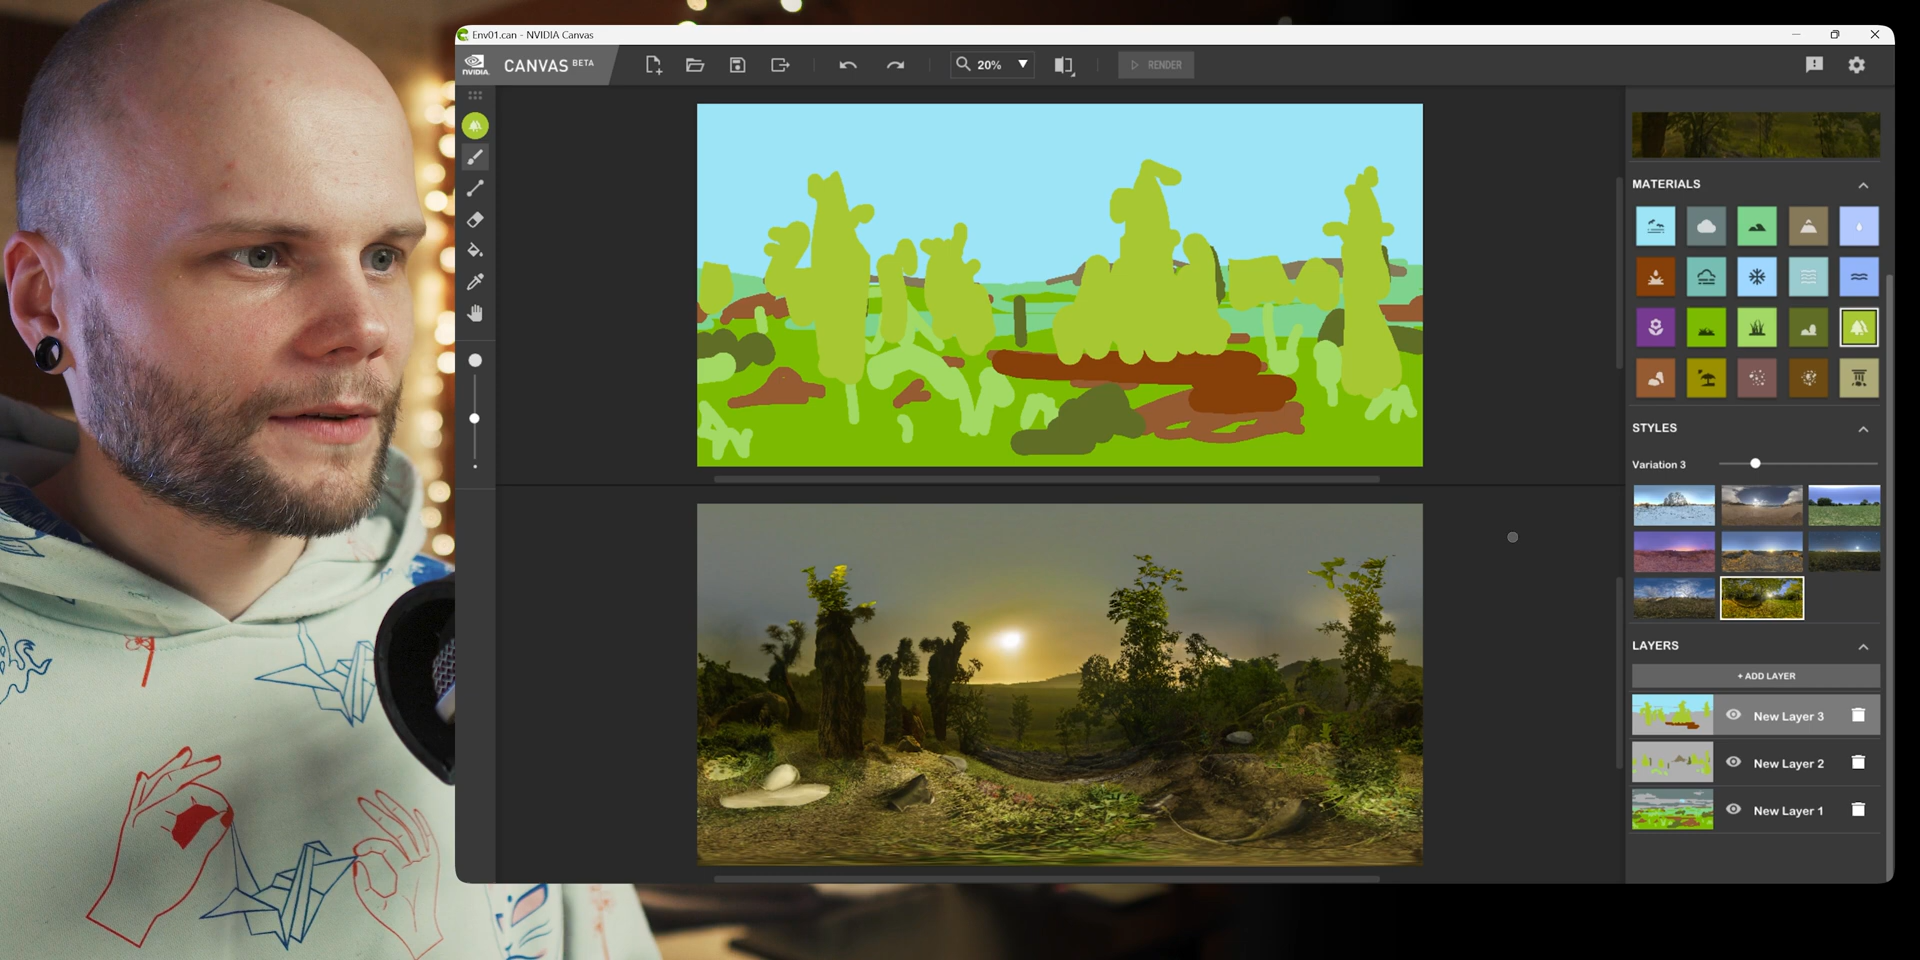 Env01.can - NVIDIA Canvas
NVIDIA.
CANVAS BETA
20%
RENDER
MATERIALS
STYLES
Variation 3
LAYERS
+ ADD LAYER
New Layer 3
New Layer 2
New Layer 1